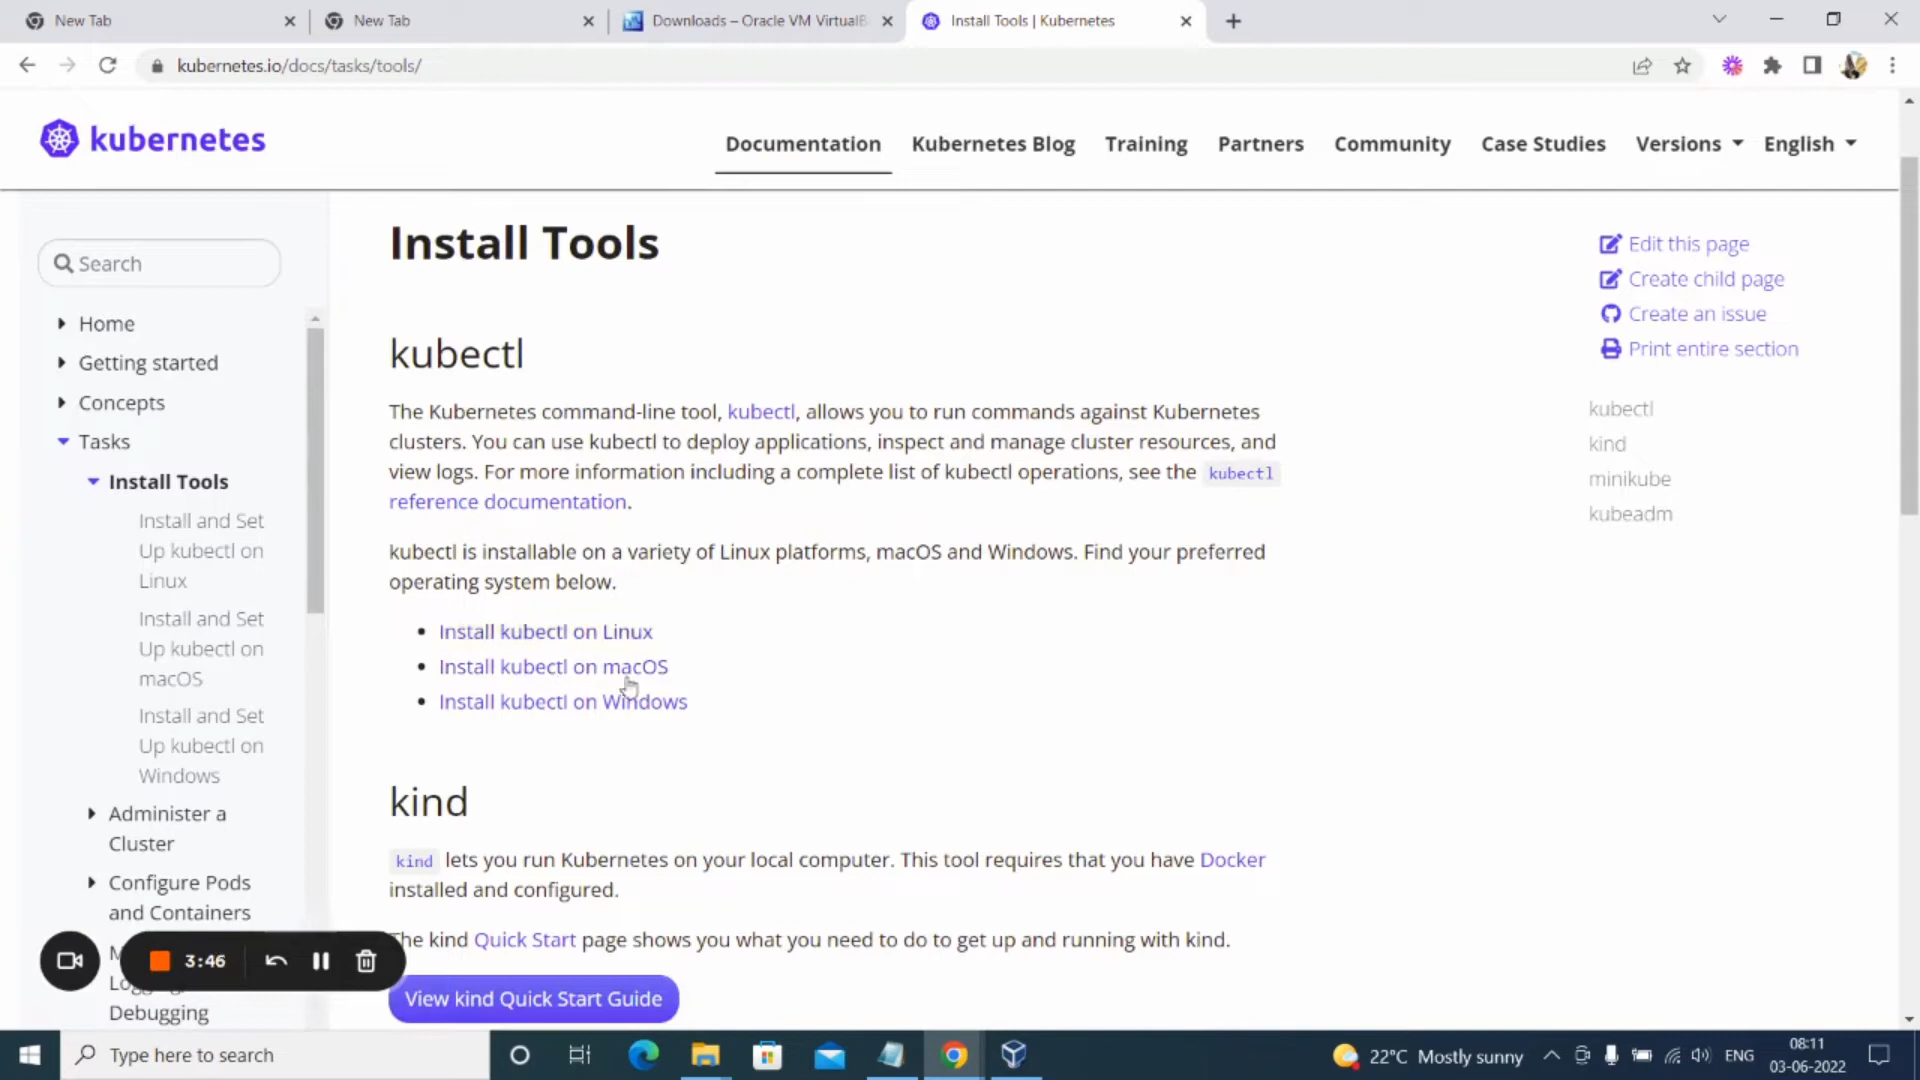 New Tab
New Tab
Downloads – Oracle VM VirtualB
Install Tools | Kubernetes
kubernetes.io/docs/tasks/tools/
kubernetes
Documentation
Kubernetes Blog
Training
Partners
Community
Case Studies
Versions
English
Search
Home
Getting started
Concepts
Tasks
Install Tools
Install and Set
Up kubectl on
Linux
Install and Set
Up kubectl on
macOS
Install and Set
Up kubectl on
Windows
Administer a
Cluster
Configure Pods
and Containers
Debugging
Install Tools
kubectl
The Kubernetes command-line tool, kubectl, allows you to run commands against Kubernetes
clusters. You can use kubectl to deploy applications, inspect and manage cluster resources, and
view logs. For more information including a complete list of kubectl operations, see the kubectl
reference documentation.
kubectl is installable on a variety of Linux platforms, macOS and Windows. Find your preferred
operating system below.
• Install kubectl on Linux
• Install kubectl on macOS
• Install kubectl on Windows
kind
kind lets you run Kubernetes on your local computer. This tool requires that you have Docker
installed and configured.
The kind Quick Start page shows you what you need to do to get up and running with kind.
View kind Quick Start Guide
Edit this page
Create child page
Create an issue
Print entire section
kubectl
kind
minikube
kubeadm
3:46
Type here to search
22°C Mostly sunny
ENG
08:11
03-06-2022